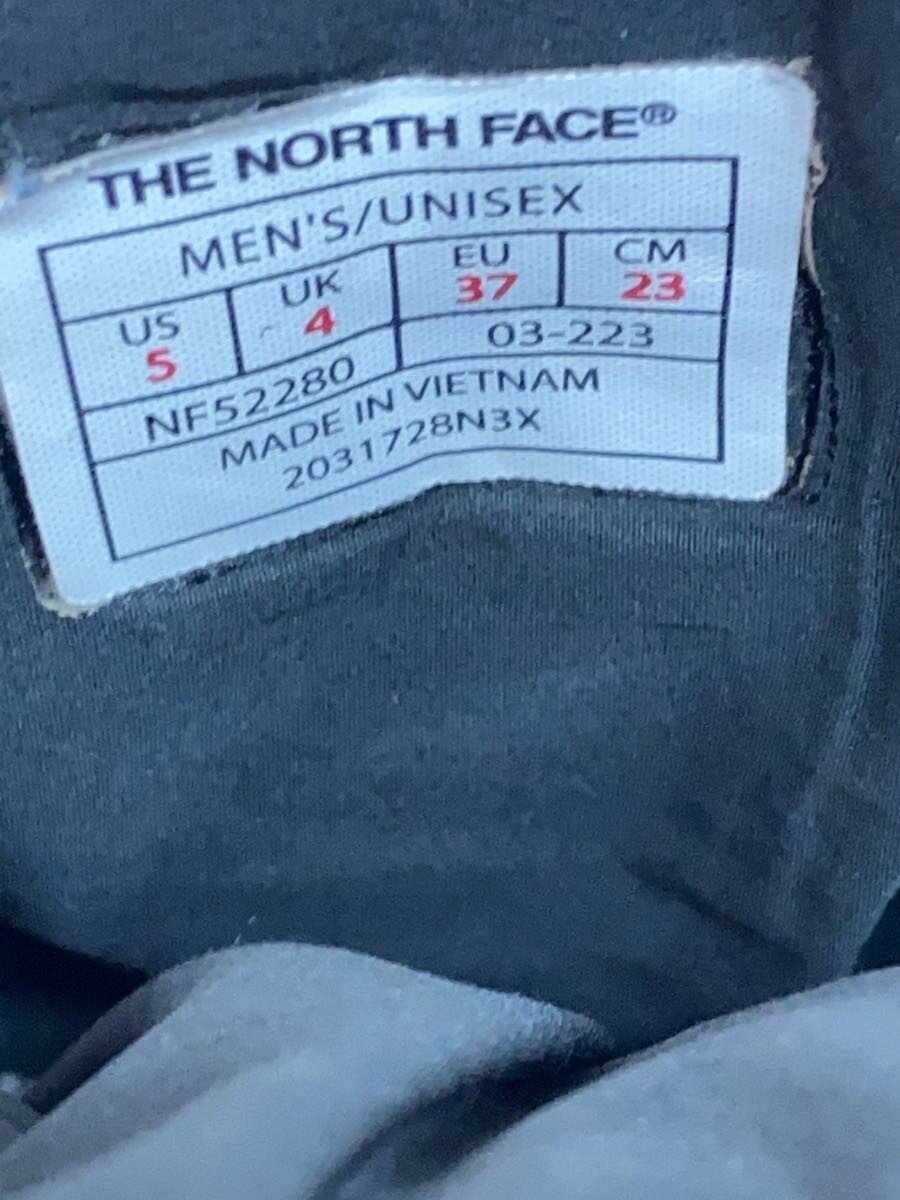 THE NORTH FACE®
MEN'S/UNISEX
US UK EU CM
5 4 37 23
NF52280 03-223
MADE IN VIETNAM
2031728N3X